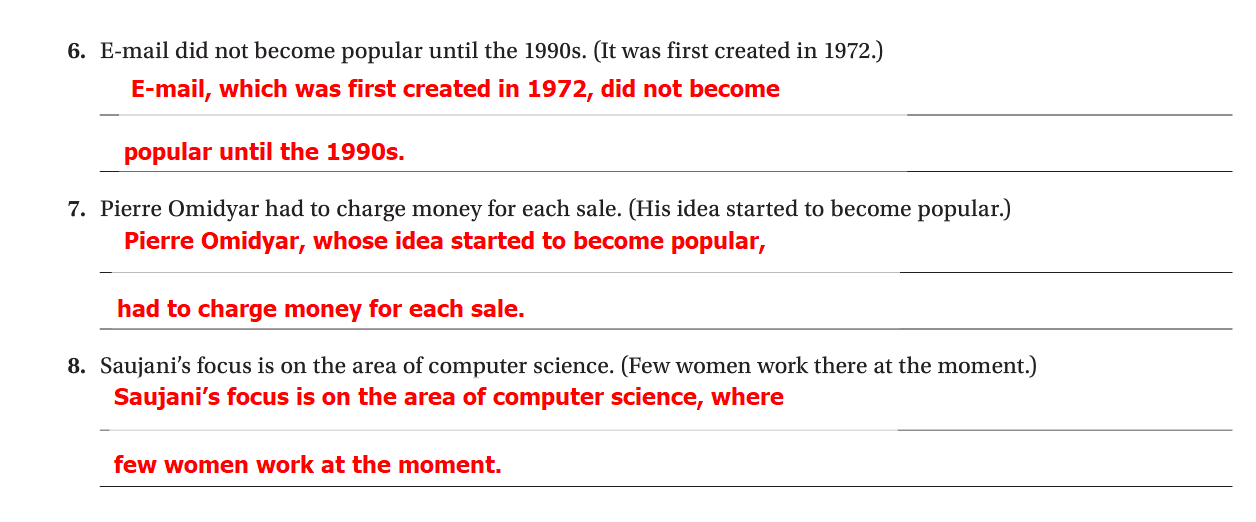 6. E-mail did not become popular until the 1990s. (It was first created in 1972.)
E-mail, which was first created in 1972, did not become
popular until the 1990s.
7. Pierre Omidyar had to charge money for each sale. (His idea started to become popular.)
Pierre Omidyar, whose idea started to become popular,
had to charge money for each sale.
8. Saujani’s focus is on the area of computer science. (Few women work there at the moment.)
Saujani’s focus is on the area of computer science, where
few women work at the moment.